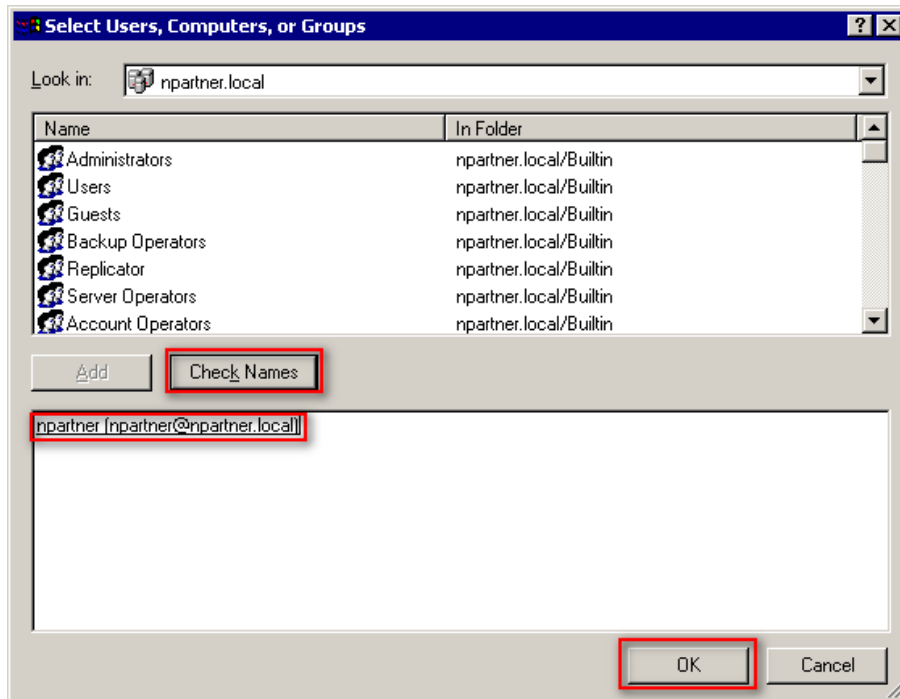 Select Users, Computers, or Groups
Look in: npartner.local
Name In Folder
Administrators npartner.local/Builtin
Users npartner.local/Builtin
Guests npartner.local/Builtin
Backup Operators npartner.local/Builtin
Replicator npartner.local/Builtin
Server Operators npartner.local/Builtin
Account Operators npartner.local/Builtin
Add Check Names
npartner (npartner@npartner.local)
OK Cancel